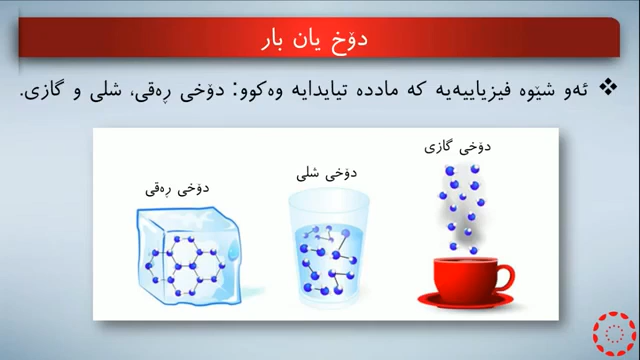 دۆخ یان بار
❖ ئەو شێوە فیزیاییەیە کە ماددە تیایدایە وەکوو: دۆخی ڕەقی، شلی و گازی.
دۆخی گازی
دۆخی شلی
دۆخی ڕەقی